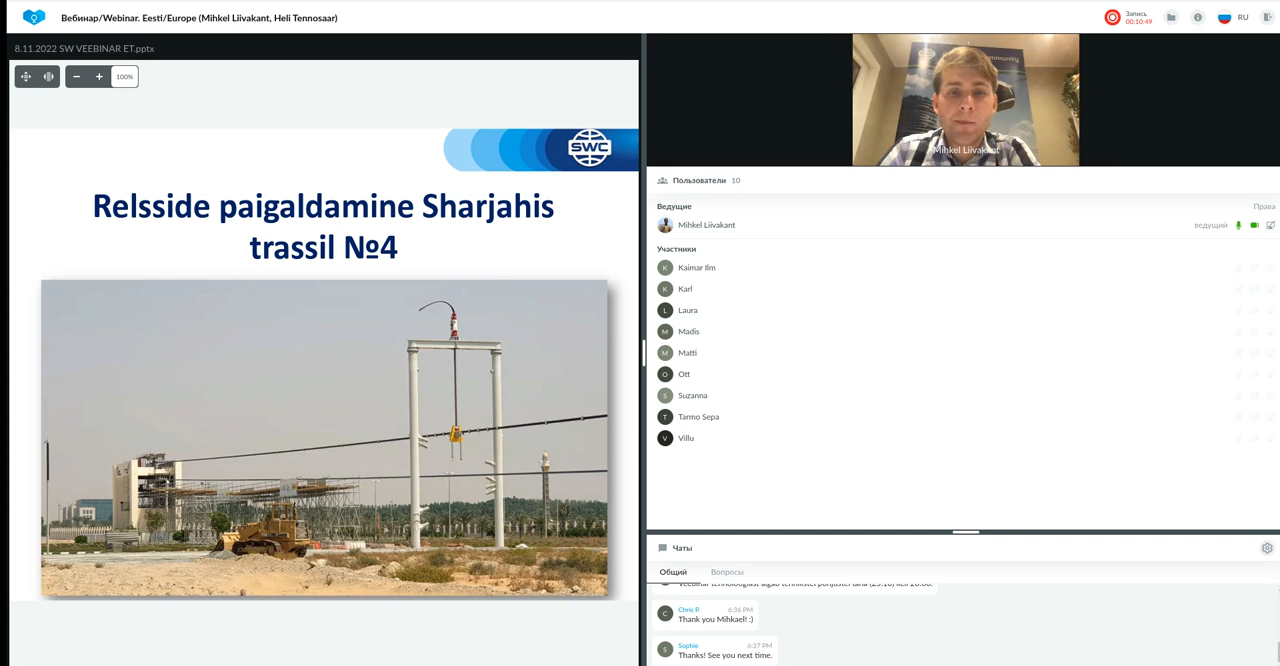 Вебинар/Webinar. Eesti/Europe (Mihkel Liivakant, Heli Tennosaar)
Запись
00:10:49
RU
8.11.2022 SW VEEBINAR ET.pptx
100%
SWC
Relsside paigaldamine Sharjahis
trassil №4
Mihkel Liivakant
Пользователи 10
Ведущие
Права
Mihkel Liivakant
ведущий
Участники
K Kaimar Ilm
K Karl
L Laura
M Madis
M Matti
O Ott
S Suzanna
T Tarmo Sepa
V Villu
Чаты
Общий
Вопросы
C Chris P. 6:36 PM
Thank you Mihkael! :)
S Sophie 6:37 PM
Thanks! See you next time.